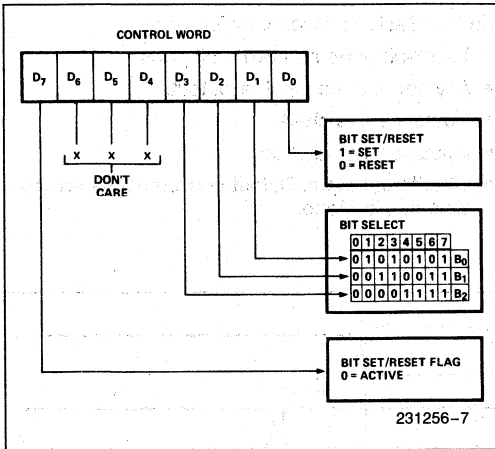 CONTROL WORD
D7 D6 D5 D4 D3 D2 D1 D0
X X X
DON'T
CARE
BIT SET/RESET
1 = SET
0 = RESET
BIT SELECT
0 1 2 3 4 5 6 7
0 1 0 1 0 1 0 1 B0
0 0 1 1 0 0 1 1 B1
0 0 0 0 1 1 1 1 B2
BIT SET/RESET FLAG
0 = ACTIVE
231256-7